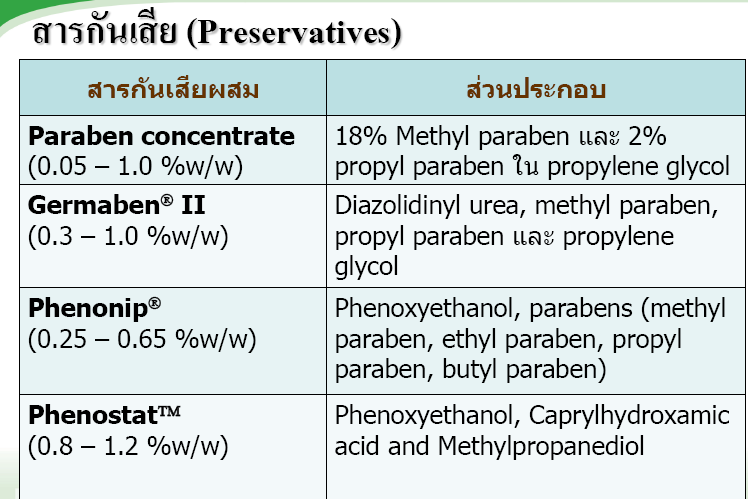 สารกันเสีย (Preservatives)
สารกันเสียผสม
ส่วนประกอบ
Paraben concentrate
(0.05 – 1.0 %w/w)
18% Methyl paraben และ 2%
propyl paraben ใน propylene glycol
Germaben® II
(0.3 – 1.0 %w/w)
Diazolidinyl urea, methyl paraben,
propyl paraben และ propylene
glycol
Phenonip®
(0.25 – 0.65 %w/w)
Phenoxyethanol, parabens (methyl
paraben, ethyl paraben, propyl
paraben, butyl paraben)
Phenostat™
(0.8 – 1.2 %w/w)
Phenoxyethanol, Caprylhydroxamic
acid and Methylpropanediol